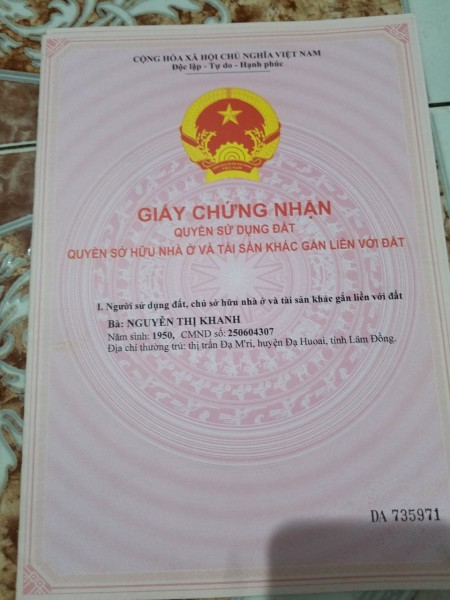 CỘNG HÒA XÃ HỘI CHỦ NGHĨA VIỆT NAM
Độc lập - Tự do - Hạnh phúc
GIẤY CHỨNG NHẬN
QUYỀN SỬ DỤNG ĐẤT
QUYỀN SỞ HỮU NHÀ Ở VÀ TÀI SẢN KHÁC GẮN LIỀN VỚI ĐẤT
I. Người sử dụng đất, chủ sở hữu nhà ở và tài sản khác gắn liền với đất
Bà: NGUYỄN THỊ KHANH
Năm sinh: 1950, CMND số: 250604307
Địa chỉ thường trú: thị trấn Đạ M'ri, huyện Đạ Huoai, tỉnh Lâm Đồng.
DA 735971